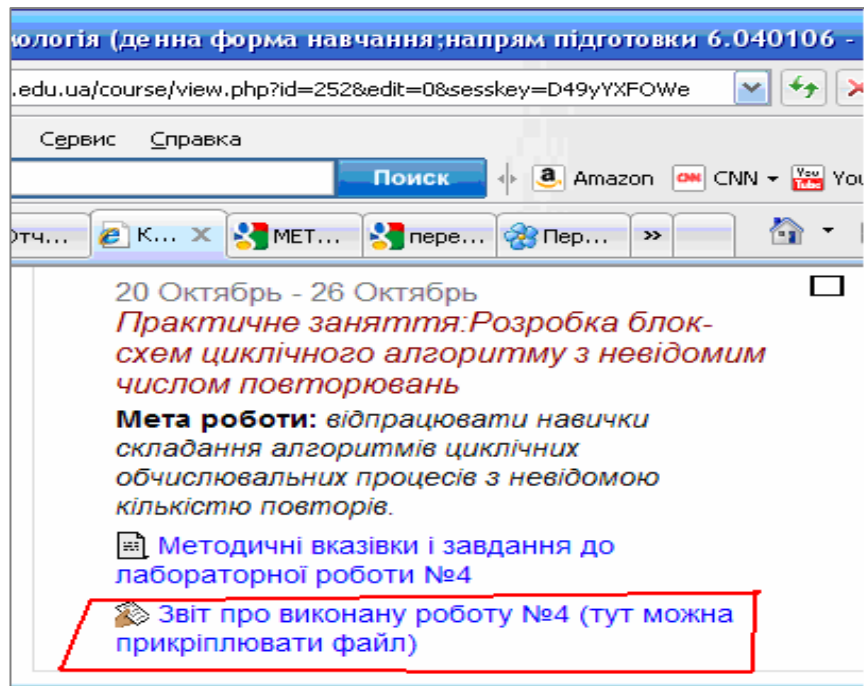 ологія (денна форма навчання;напрям підготовки 6.040106 -
.edu.ua/course/view.php?id=252&edit=0&sesskey=D49yYXFOWe
Сервис Справка
Поиск Amazon CNN You
Отч... К... МЕТ... пере... Пер... »
20 Октябрь - 26 Октябрь
Практичне заняття:Розробка блок-
схем циклічного алгоритму з невідомим
числом повторювань
Мета роботи: відпрацювати навички
складання алгоритмів циклічних
обчислювальних процесів з невідомою
кількістю повторів.
Методичні вказівки і завдання до
лабораторної роботи №4
Звіт про виконану роботу №4 (тут можна
прикріплювати файл)